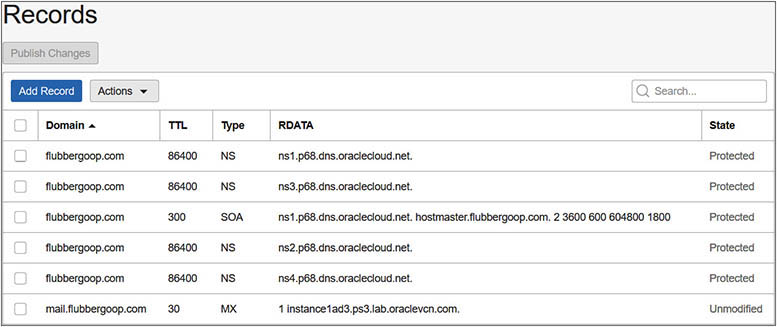 Records
Publish Changes
Add Record Actions Search...
Domain TTL Type RDATA State
flubbergoop.com 86400 NS ns1.p68.dns.oraclecloud.net. Protected
flubbergoop.com 86400 NS ns3.p68.dns.oraclecloud.net. Protected
flubbergoop.com 300 SOA ns1.p68.dns.oraclecloud.net. hostmaster.flubbergoop.com. 2 3600 600 604800 1800 Protected
flubbergoop.com 86400 NS ns2.p68.dns.oraclecloud.net. Protected
flubbergoop.com 86400 NS ns4.p68.dns.oraclecloud.net. Protected
mail.flubbergoop.com 30 MX 1 instance1ad3.ps3.lab.oraclevcn.com. Unmodified